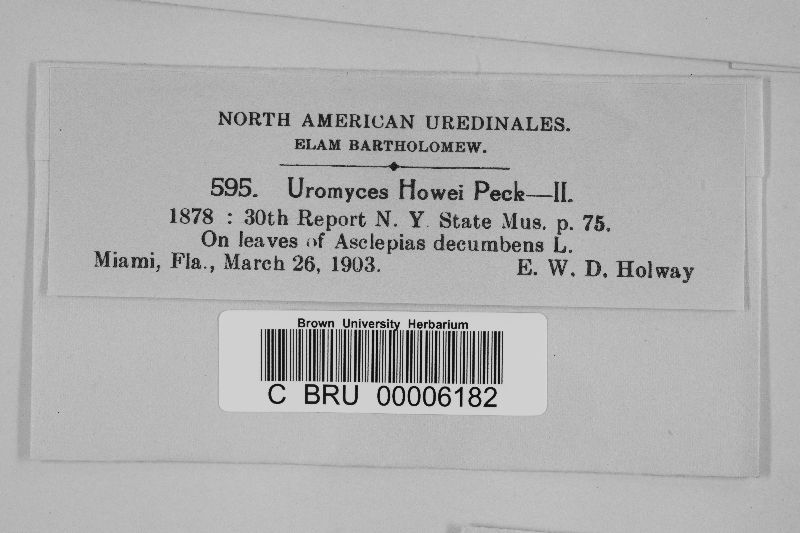 NORTH AMERICAN UREDINALES.
ELAM BARTHOLOMEW.
595. Uromyces Howei Peck—II.
1878 : 30th Report N. Y. State Mus. p. 75.
On leaves of Asclepias decumbens L.
Miami, Fla., March 26, 1903. E. W. D. Holway
Brown University Herbarium
C BRU 00006182